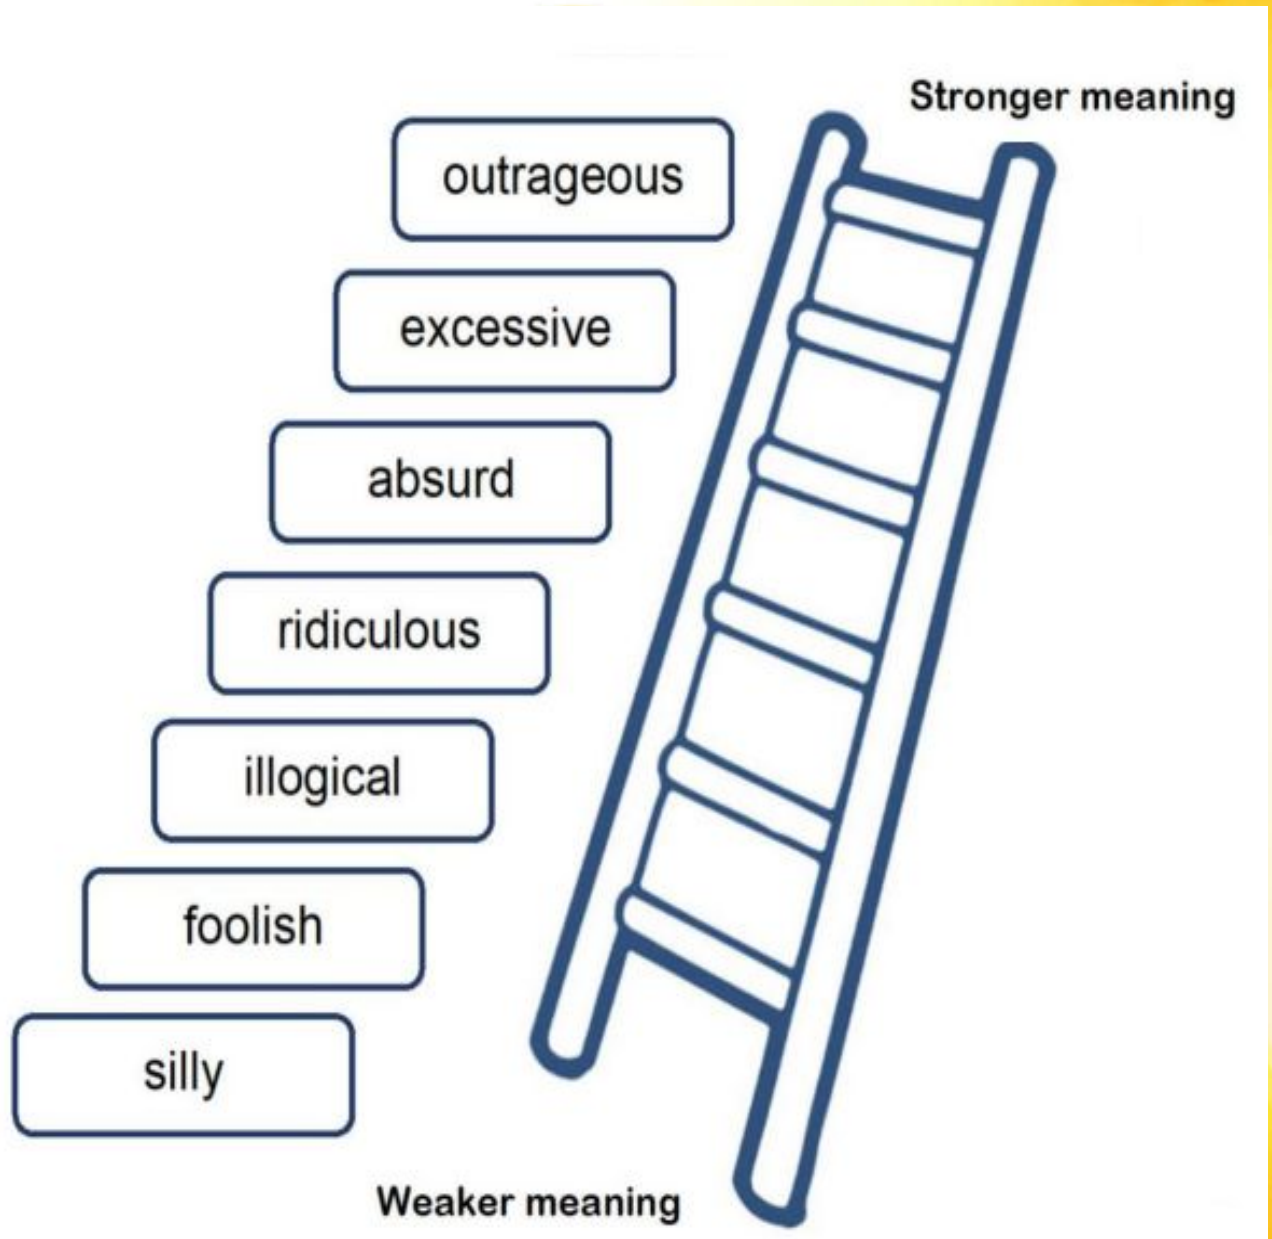 Stronger meaning
outrageous
excessive
absurd
ridiculous
illogical
foolish
silly
Weaker meaning